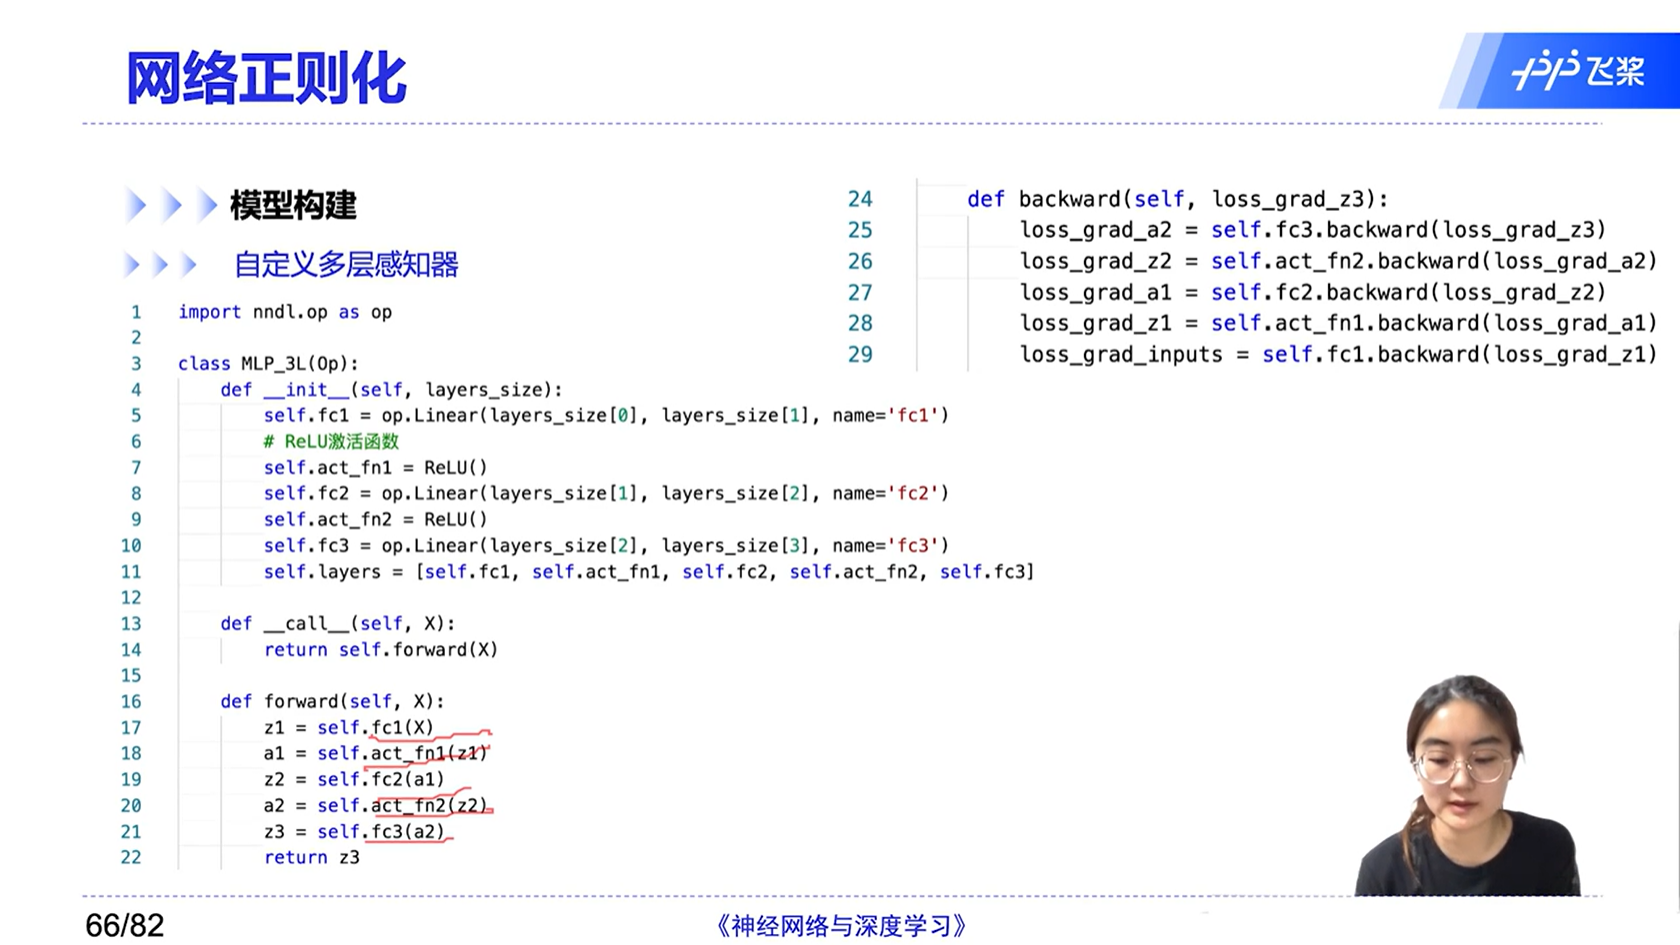 网络正则化
飞桨
模型构建
自定义多层感知器
1 import nndl.op as op
2
3 class MLP_3L(Op):
4     def __init__(self, layers_size):
5         self.fc1 = op.Linear(layers_size[0], layers_size[1], name='fc1')
6         # ReLU激活函数
7         self.act_fn1 = ReLU()
8         self.fc2 = op.Linear(layers_size[1], layers_size[2], name='fc2')
9         self.act_fn2 = ReLU()
10         self.fc3 = op.Linear(layers_size[2], layers_size[3], name='fc3')
11         self.layers = [self.fc1, self.act_fn1, self.fc2, self.act_fn2, self.fc3]
12
13     def __call__(self, X):
14         return self.forward(X)
15
16     def forward(self, X):
17         z1 = self.fc1(X)
18         a1 = self.act_fn1(z1)
19         z2 = self.fc2(a1)
20         a2 = self.act_fn2(z2)
21         z3 = self.fc3(a2)
22         return z3
24     def backward(self, loss_grad_z3):
25         loss_grad_a2 = self.fc3.backward(loss_grad_z3)
26         loss_grad_z2 = self.act_fn2.backward(loss_grad_a2)
27         loss_grad_a1 = self.fc2.backward(loss_grad_z2)
28         loss_grad_z1 = self.act_fn1.backward(loss_grad_a1)
29         loss_grad_inputs = self.fc1.backward(loss_grad_z1)
66/82
《神经网络与深度学习》